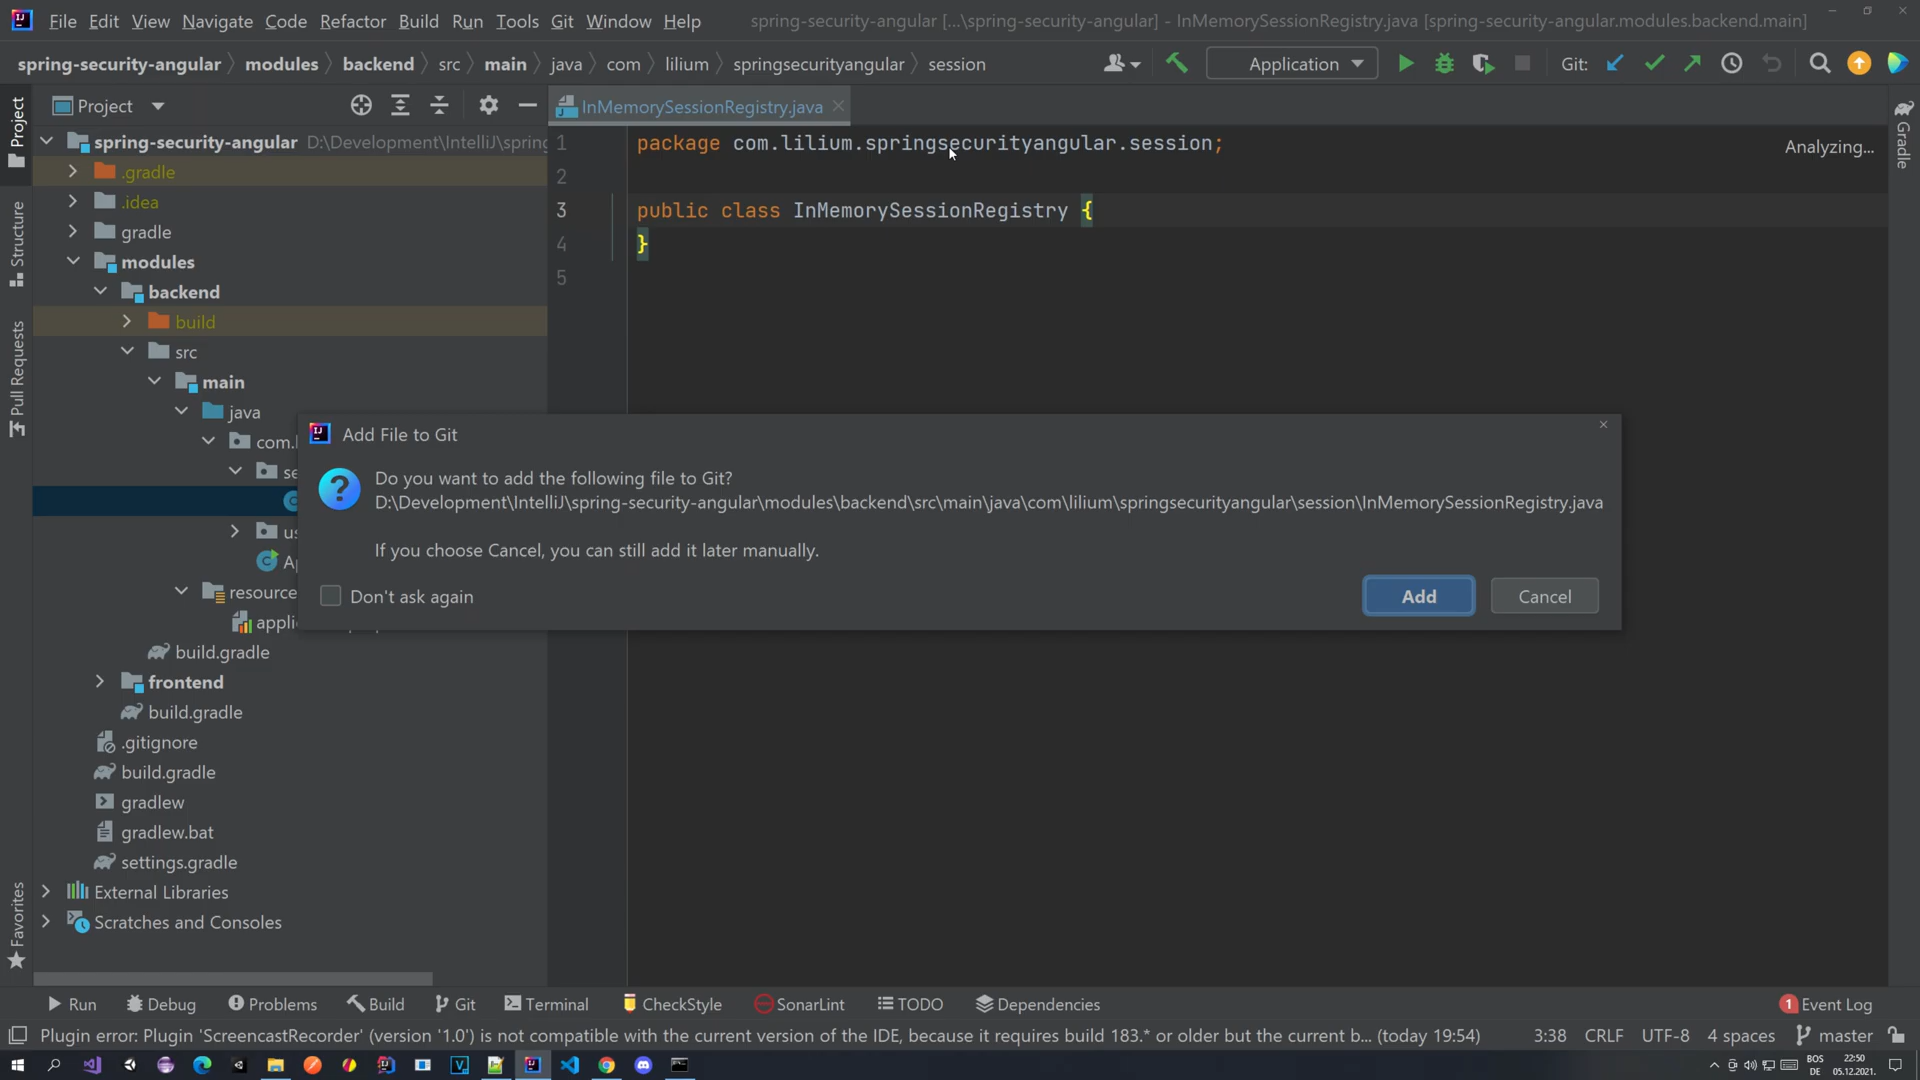 File Edit View Navigate Code Refactor Build Run Tools Git Window Help
spring-security-angular [...\spring-security-angular] - InMemorySessionRegistry.java [spring-security-angular.modules.backend.main]
spring-security-angular modules backend src main java com lilium springsecurityangular session
Application
Git:
Project
InMemorySessionRegistry.java
Project
Structure
Pull Requests
Favorites
Gradle
spring-security-angular D:\Development\IntelliJ\spring
.gradle
.idea
gradle
modules
backend
build
src
main
java
com.l
se
us
Ap
resource
appli
build.gradle
frontend
build.gradle
.gitignore
build.gradle
gradlew
gradlew.bat
settings.gradle
External Libraries
Scratches and Consoles
1 package com.lilium.springsecurityangular.session;
2
3 public class InMemorySessionRegistry {
4 }
5
Analyzing...
Add File to Git
Do you want to add the following file to Git?
D:\Development\IntelliJ\spring-security-angular\modules\backend\src\main\java\com\lilium\springsecurityangular\session\InMemorySessionRegistry.java
If you choose Cancel, you can still add it later manually.
Don't ask again
Add
Cancel
Run Debug Problems Build Git Terminal CheckStyle SonarLint TODO Dependencies
1 Event Log
Plugin error: Plugin 'ScreencastRecorder' (version '1.0') is not compatible with the current version of the IDE, because it requires build 183.* or older but the current b... (today 19:54)
3:38 CRLF UTF-8 4 spaces master
BOS
DE
22:50
05.12.2021.